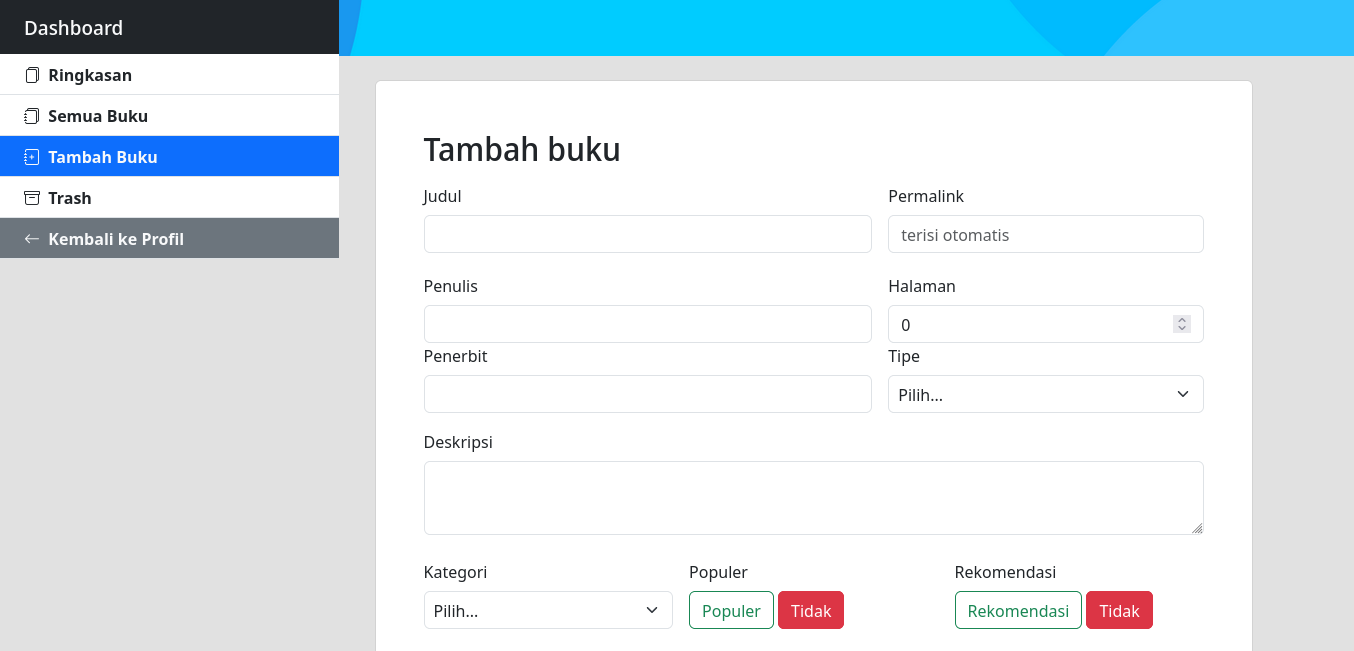 Dashboard
Ringkasan
Semua Buku
Tambah Buku
Trash
Kembali ke Profil
Tambah buku
Judul Permalink
terisi otomatis
Penulis Halaman
0
Penerbit Tipe
Pilih...
Deskripsi
Kategori Populer Rekomendasi
Pilih... Populer Tidak Rekomendasi Tidak